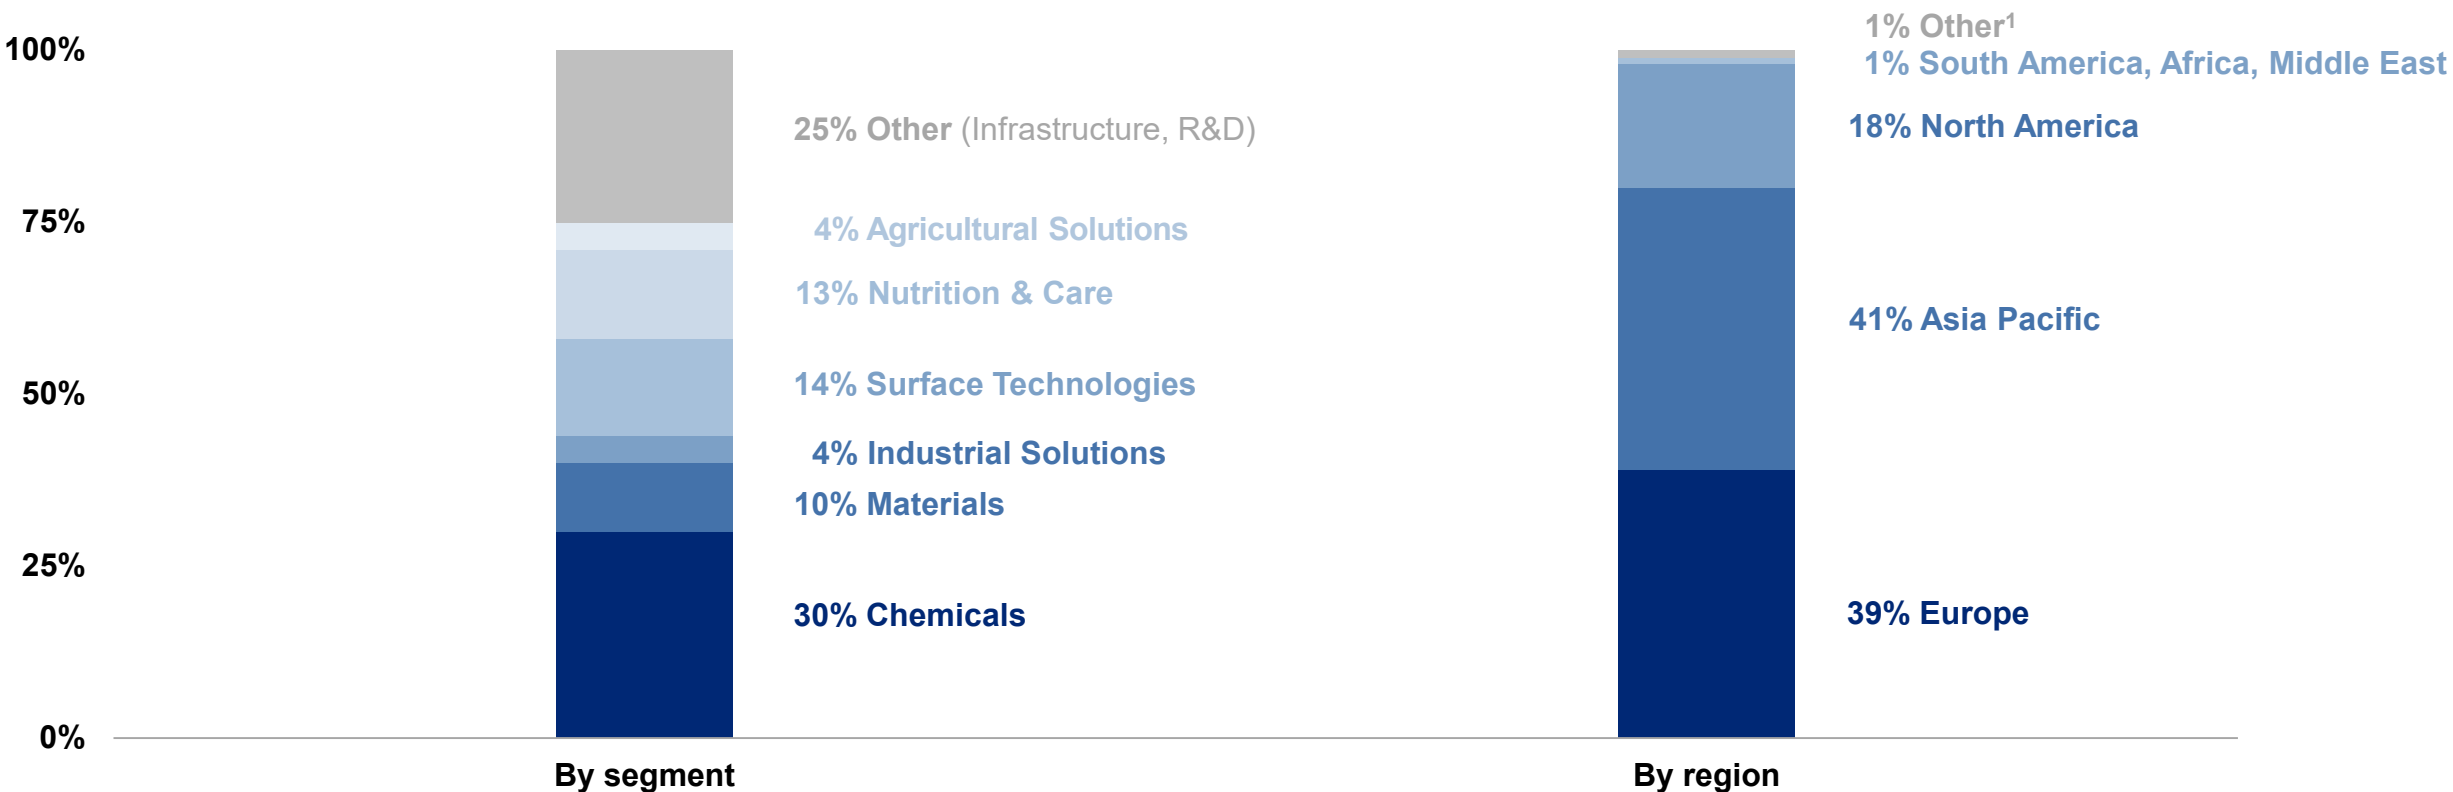 100%
75%
50%
25%
0%
25% Other (Infrastructure, R&D)
4% Agricultural Solutions
13% Nutrition & Care
14% Surface Technologies
4% Industrial Solutions
10% Materials
30% Chemicals
By segment
1% Other¹
1% South America, Africa, Middle East
18% North America
41% Asia Pacific
39% Europe
By region